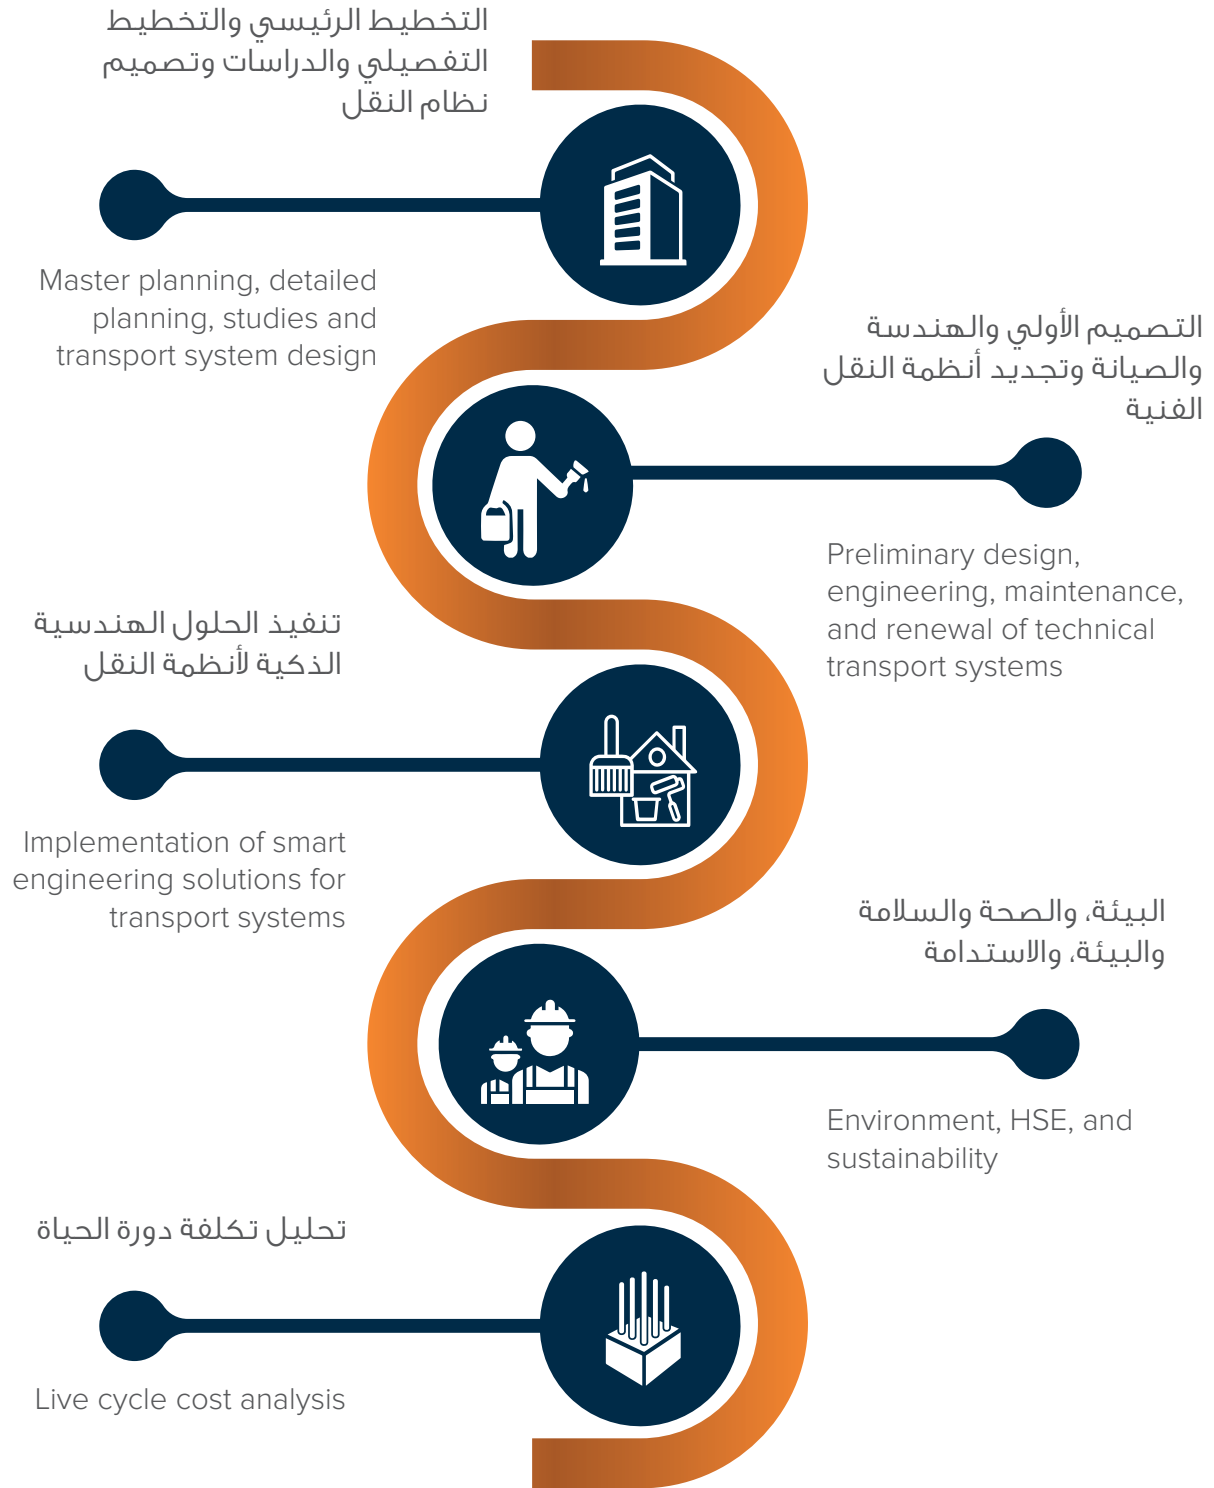 التخطيط الرئيسي والتخطيط
التفصيلي والدراسات وتصميم
نظام النقل
Master planning, detailed
planning, studies and
transport system design
التصميم الأولي والهندسة
والصيانة وتجديد أنظمة النقل
الفنية
Preliminary design,
engineering, maintenance,
and renewal of technical
transport systems
تنفيذ الحلول الهندسية
الذكية لأنظمة النقل
Implementation of smart
engineering solutions for
transport systems
البيئة، والصحة والسلامة
والبيئة، والاستدامة
Environment, HSE, and
sustainability
تحليل تكلفة دورة الحياة
Live cycle cost analysis